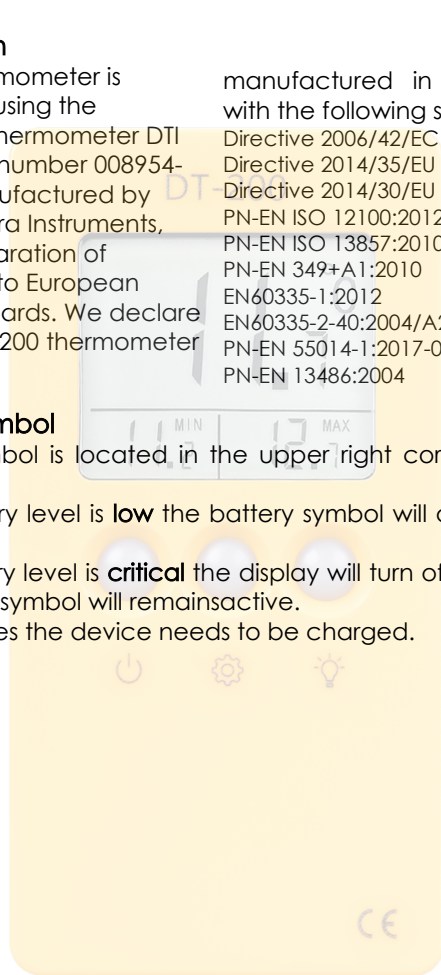 mometer is
using the
hermometer DTI
number 008954-
ufactured by
ra Instruments,
aration of
to European
ards. We declare
200 thermometer
manufactured in
with the following s
Directive 2006/42/EC
Directive 2014/35/EU
Directive 2014/30/EU
PN-EN ISO 12100:2012
PN-EN ISO 13857:2010
PN-EN 349+A1:2010
EN60335-1:2012
EN60335-2-40:2004/A2
PN-EN 55014-1:2017-0
PN-EN 13486:2004
mbol
bol is located in the upper right cor
ry level is low the battery symbol will
ry level is critical the display will turn of
symbol will remainsactive.
es the device needs to be charged.
DT-200
MIN
MAX
CE